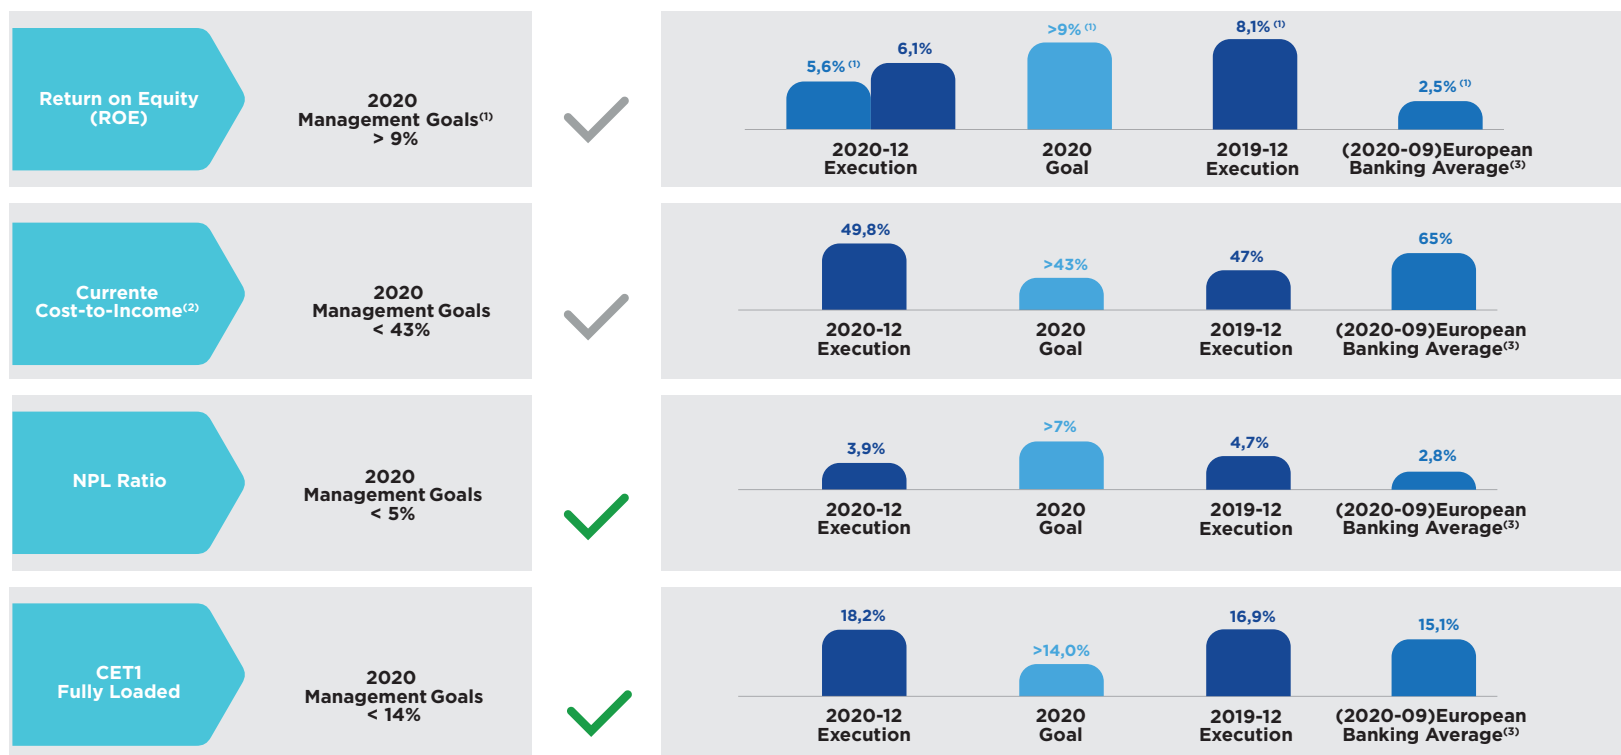 Return on Equity
(ROE)
2020
Management Goals(1)
> 9%
5,6% (1)
6,1%
>9% (1)
8,1% (1)
2,5% (1)
2020-12
Execution
2020
Goal
2019-12
Execution
(2020-09)European
Banking Average(3)
Currente
Cost-to-Income(2)
2020
Management Goals
< 43%
49,8%
>43%
47%
65%
2020-12
Execution
2020
Goal
2019-12
Execution
(2020-09)European
Banking Average(3)
NPL Ratio
2020
Management Goals
< 5%
3,9%
>7%
4,7%
2,8%
2020-12
Execution
2020
Goal
2019-12
Execution
(2020-09)European
Banking Average(3)
CET1
Fully Loaded
2020
Management Goals
< 14%
18,2%
>14,0%
16,9%
15,1%
2020-12
Execution
2020
Goal
2019-12
Execution
(2020-09)European
Banking Average(3)